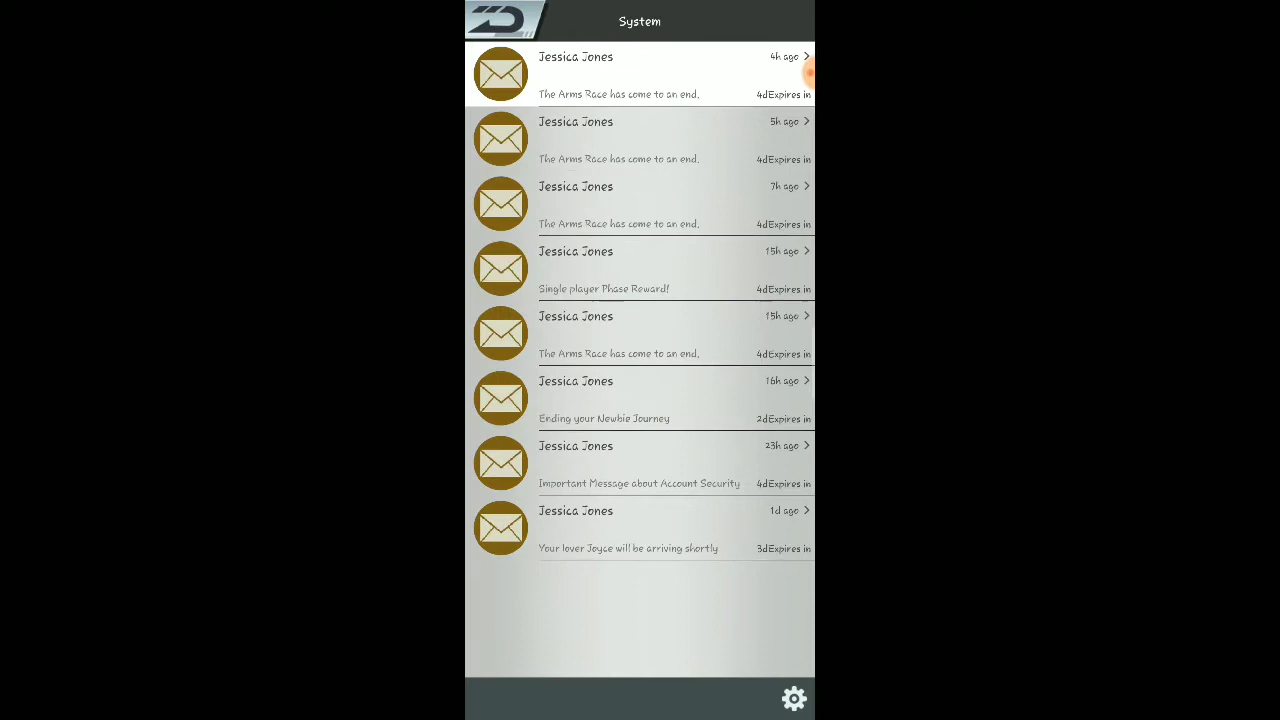 System
Jessica Jones 4h ago
The Arms Race has come to an end. 4dExpires in
Jessica Jones 5h ago
The Arms Race has come to an end. 4dExpires in
Jessica Jones 7h ago
The Arms Race has come to an end. 4dExpires in
Jessica Jones 15h ago
Single player Phase Reward! 4dExpires in
Jessica Jones 15h ago
The Arms Race has come to an end. 4dExpires in
Jessica Jones 16h ago
Ending your Newbie Journey 2dExpires in
Jessica Jones 23h ago
Important Message about Account Security 4dExpires in
Jessica Jones 1d ago
Your lover Joyce will be arriving shortly 3dExpires in